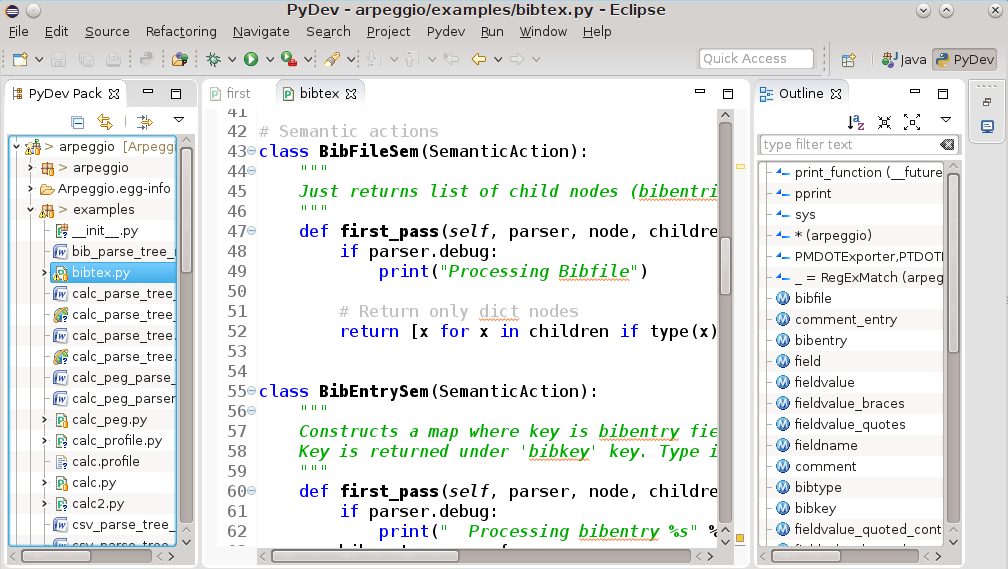 PyDev - arpeggio/examples/bibtex.py - Eclipse
File Edit Source Refactoring Navigate Search Project Pydev Run Window Help
Quick Access
Java
PyDev
PyDev Pack
> arpeggio [Arpegg
> arpeggio
Arpeggio.egg-info
> examples
__init__.py
bib_parse_tree_
bibtex.py
calc_parse_tree_
calc_parse_tree_
calc_parse_tree.
calc_parse_tree.
calc_peg_parse_
calc_peg_parser
calc_peg.py
calc_profile.py
calc.profile
calc.py
calc2.py
csv_parse_tree_
csv_parse_tree
first
bibtex
41
42 # Semantic actions
43 class BibFileSem(SemanticAction):
44 """
45 Just returns list of child nodes (bibentri
46 """
47 def first_pass(self, parser, node, childre
48 if parser.debug:
49 print("Processing Bibfile")
50
51 # Return only dict nodes
52 return [x for x in children if type(x)
53
54
55 class BibEntrySem(SemanticAction):
56 """
57 Constructs a map where key is bibentry fie
58 Key is returned under 'bibkey' key. Type i
59 """
60 def first_pass(self, parser, node, childre
61 if parser.debug:
62 print("  Processing bibentry %s" %
Outline
type filter text
print_function (__future
pprint
sys
* (arpeggio)
PMDOTExporter,PTDOT
_ = RegExMatch (arpeg
bibfile
comment_entry
bibentry
field
fieldvalue
fieldvalue_braces
fieldvalue_quotes
fieldname
comment
bibtype
bibkey
fieldvalue_quoted_cont